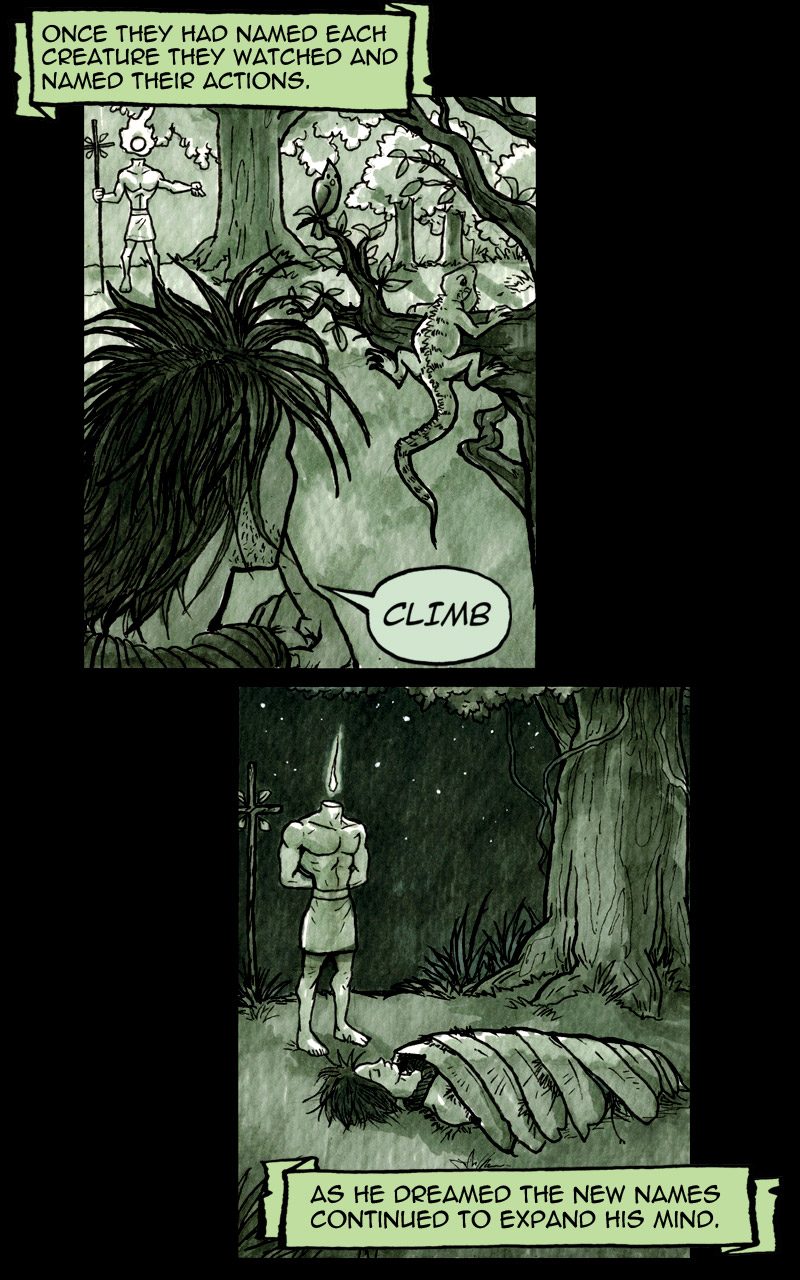 ONCE THEY HAD NAMED EACH
CREATURE THEY WATCHED AND
NAMED THEIR ACTIONS.
CLIMB
AS HE DREAMED THE NEW NAMES
CONTINUED TO EXPAND HIS MIND.